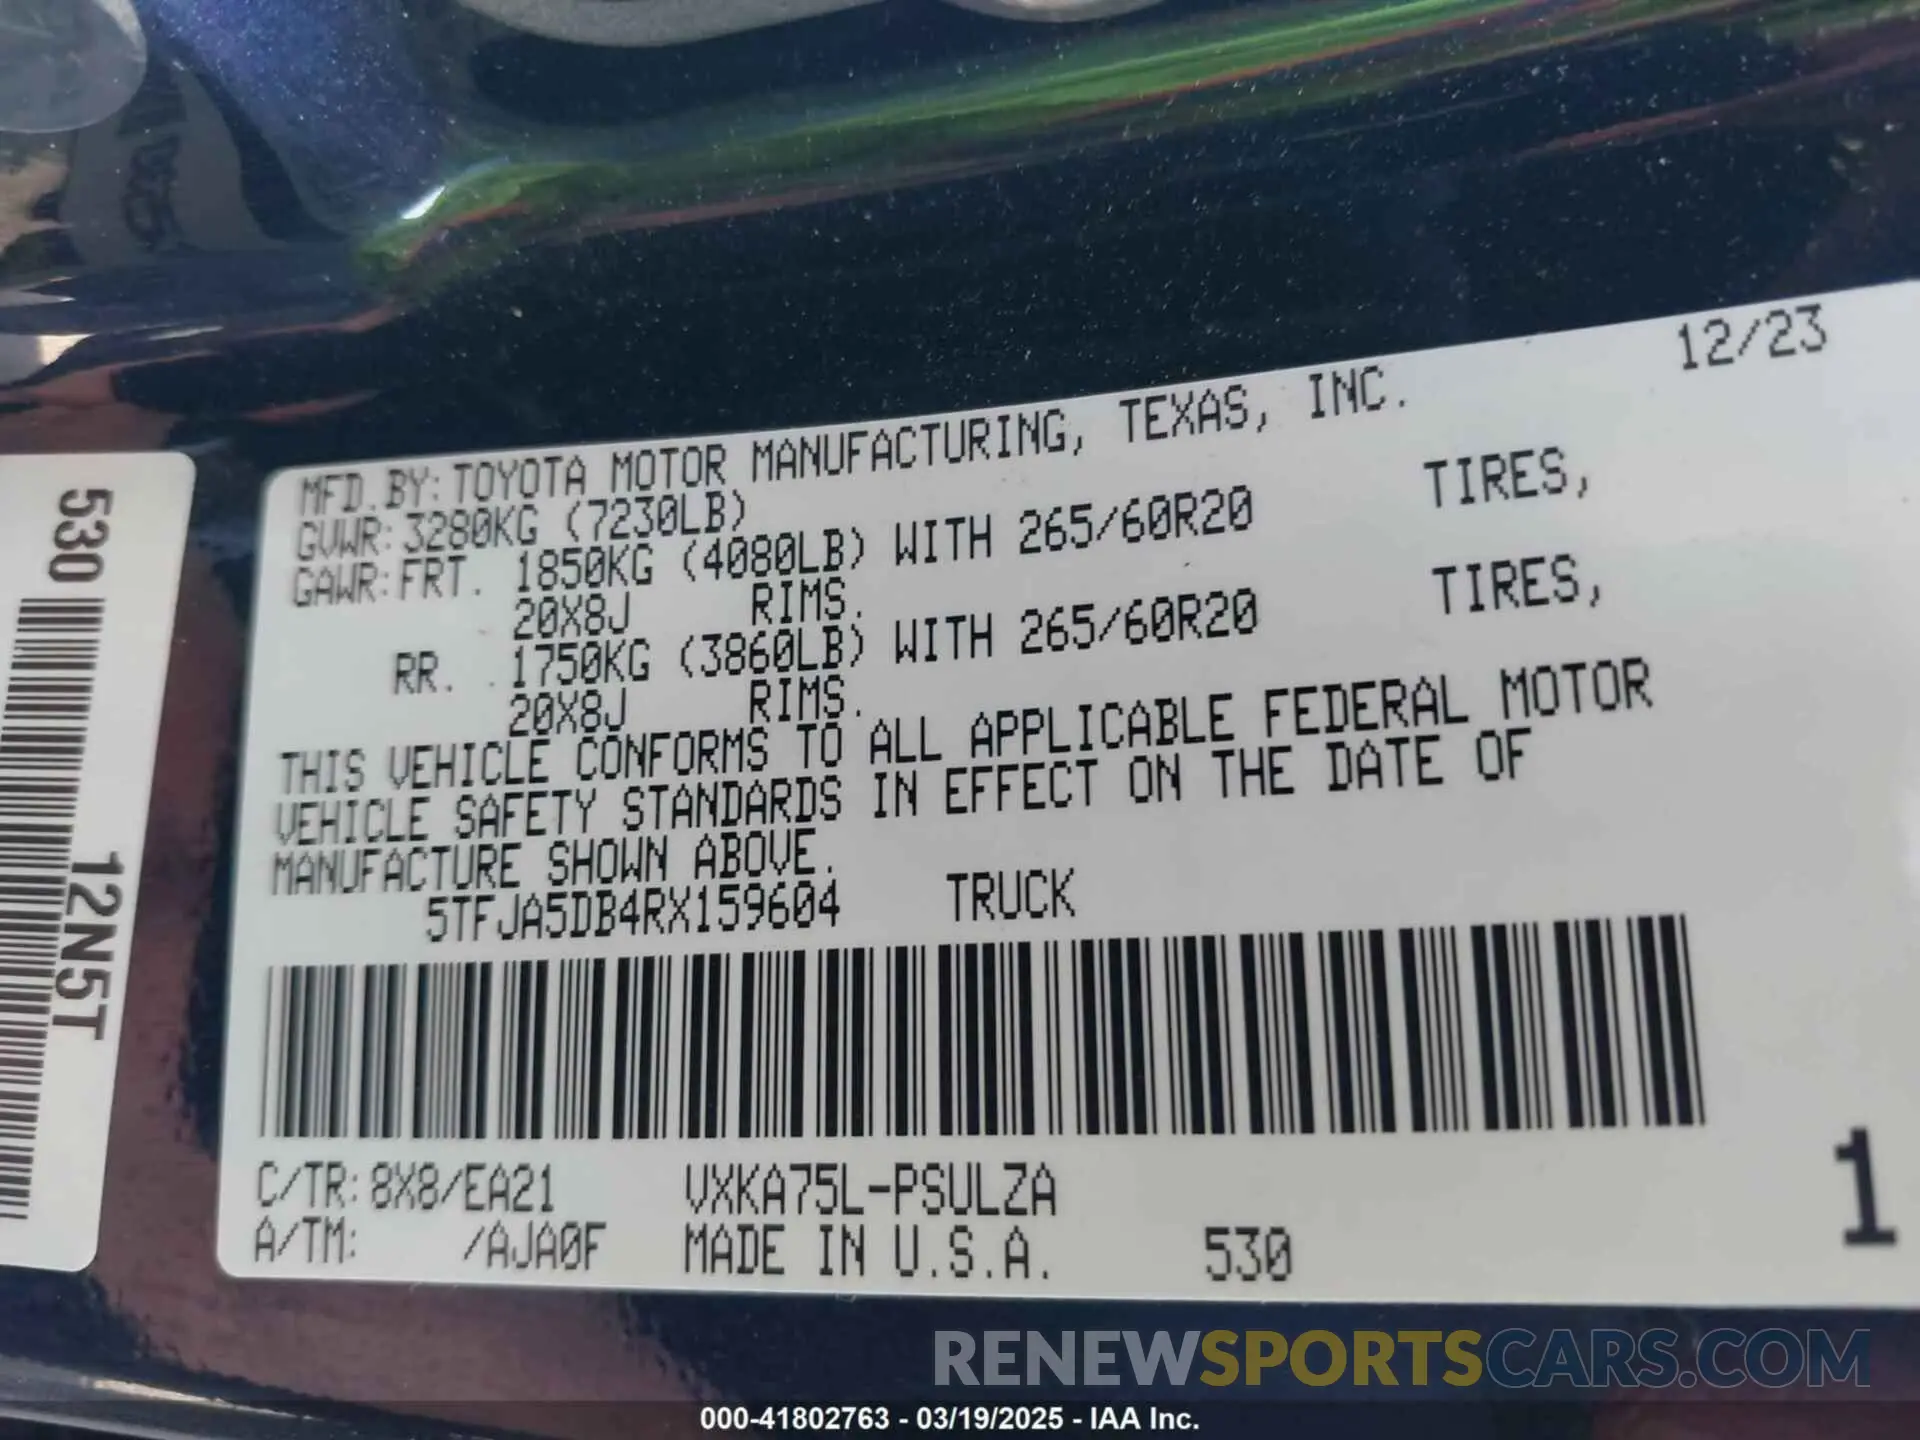 12/23
MFD.BY:TOYOTA MOTOR MANUFACTURING, TEXAS, INC.
GVWR:3280KG (7230LB)
GAWR:FRT. 1850KG (4080LB) WITH 265/60R20 TIRES,
20X8J RIMS.
RR. 1750KG (3860LB) WITH 265/60R20 TIRES,
20X8J RIMS.
THIS VEHICLE CONFORMS TO ALL APPLICABLE FEDERAL MOTOR
VEHICLE SAFETY STANDARDS IN EFFECT ON THE DATE OF
MANUFACTURE SHOWN ABOVE.
5TFJA5DB4RX159604 TRUCK
C/TR:8X8/EA21 VXKA75L-PSULZA
A/TM: /AJA0F MADE IN U.S.A. 530
1
530
12N5T
RENEWSPORTSCARS.COM
000-41802763 - 03/19/2025 - IAA Inc.